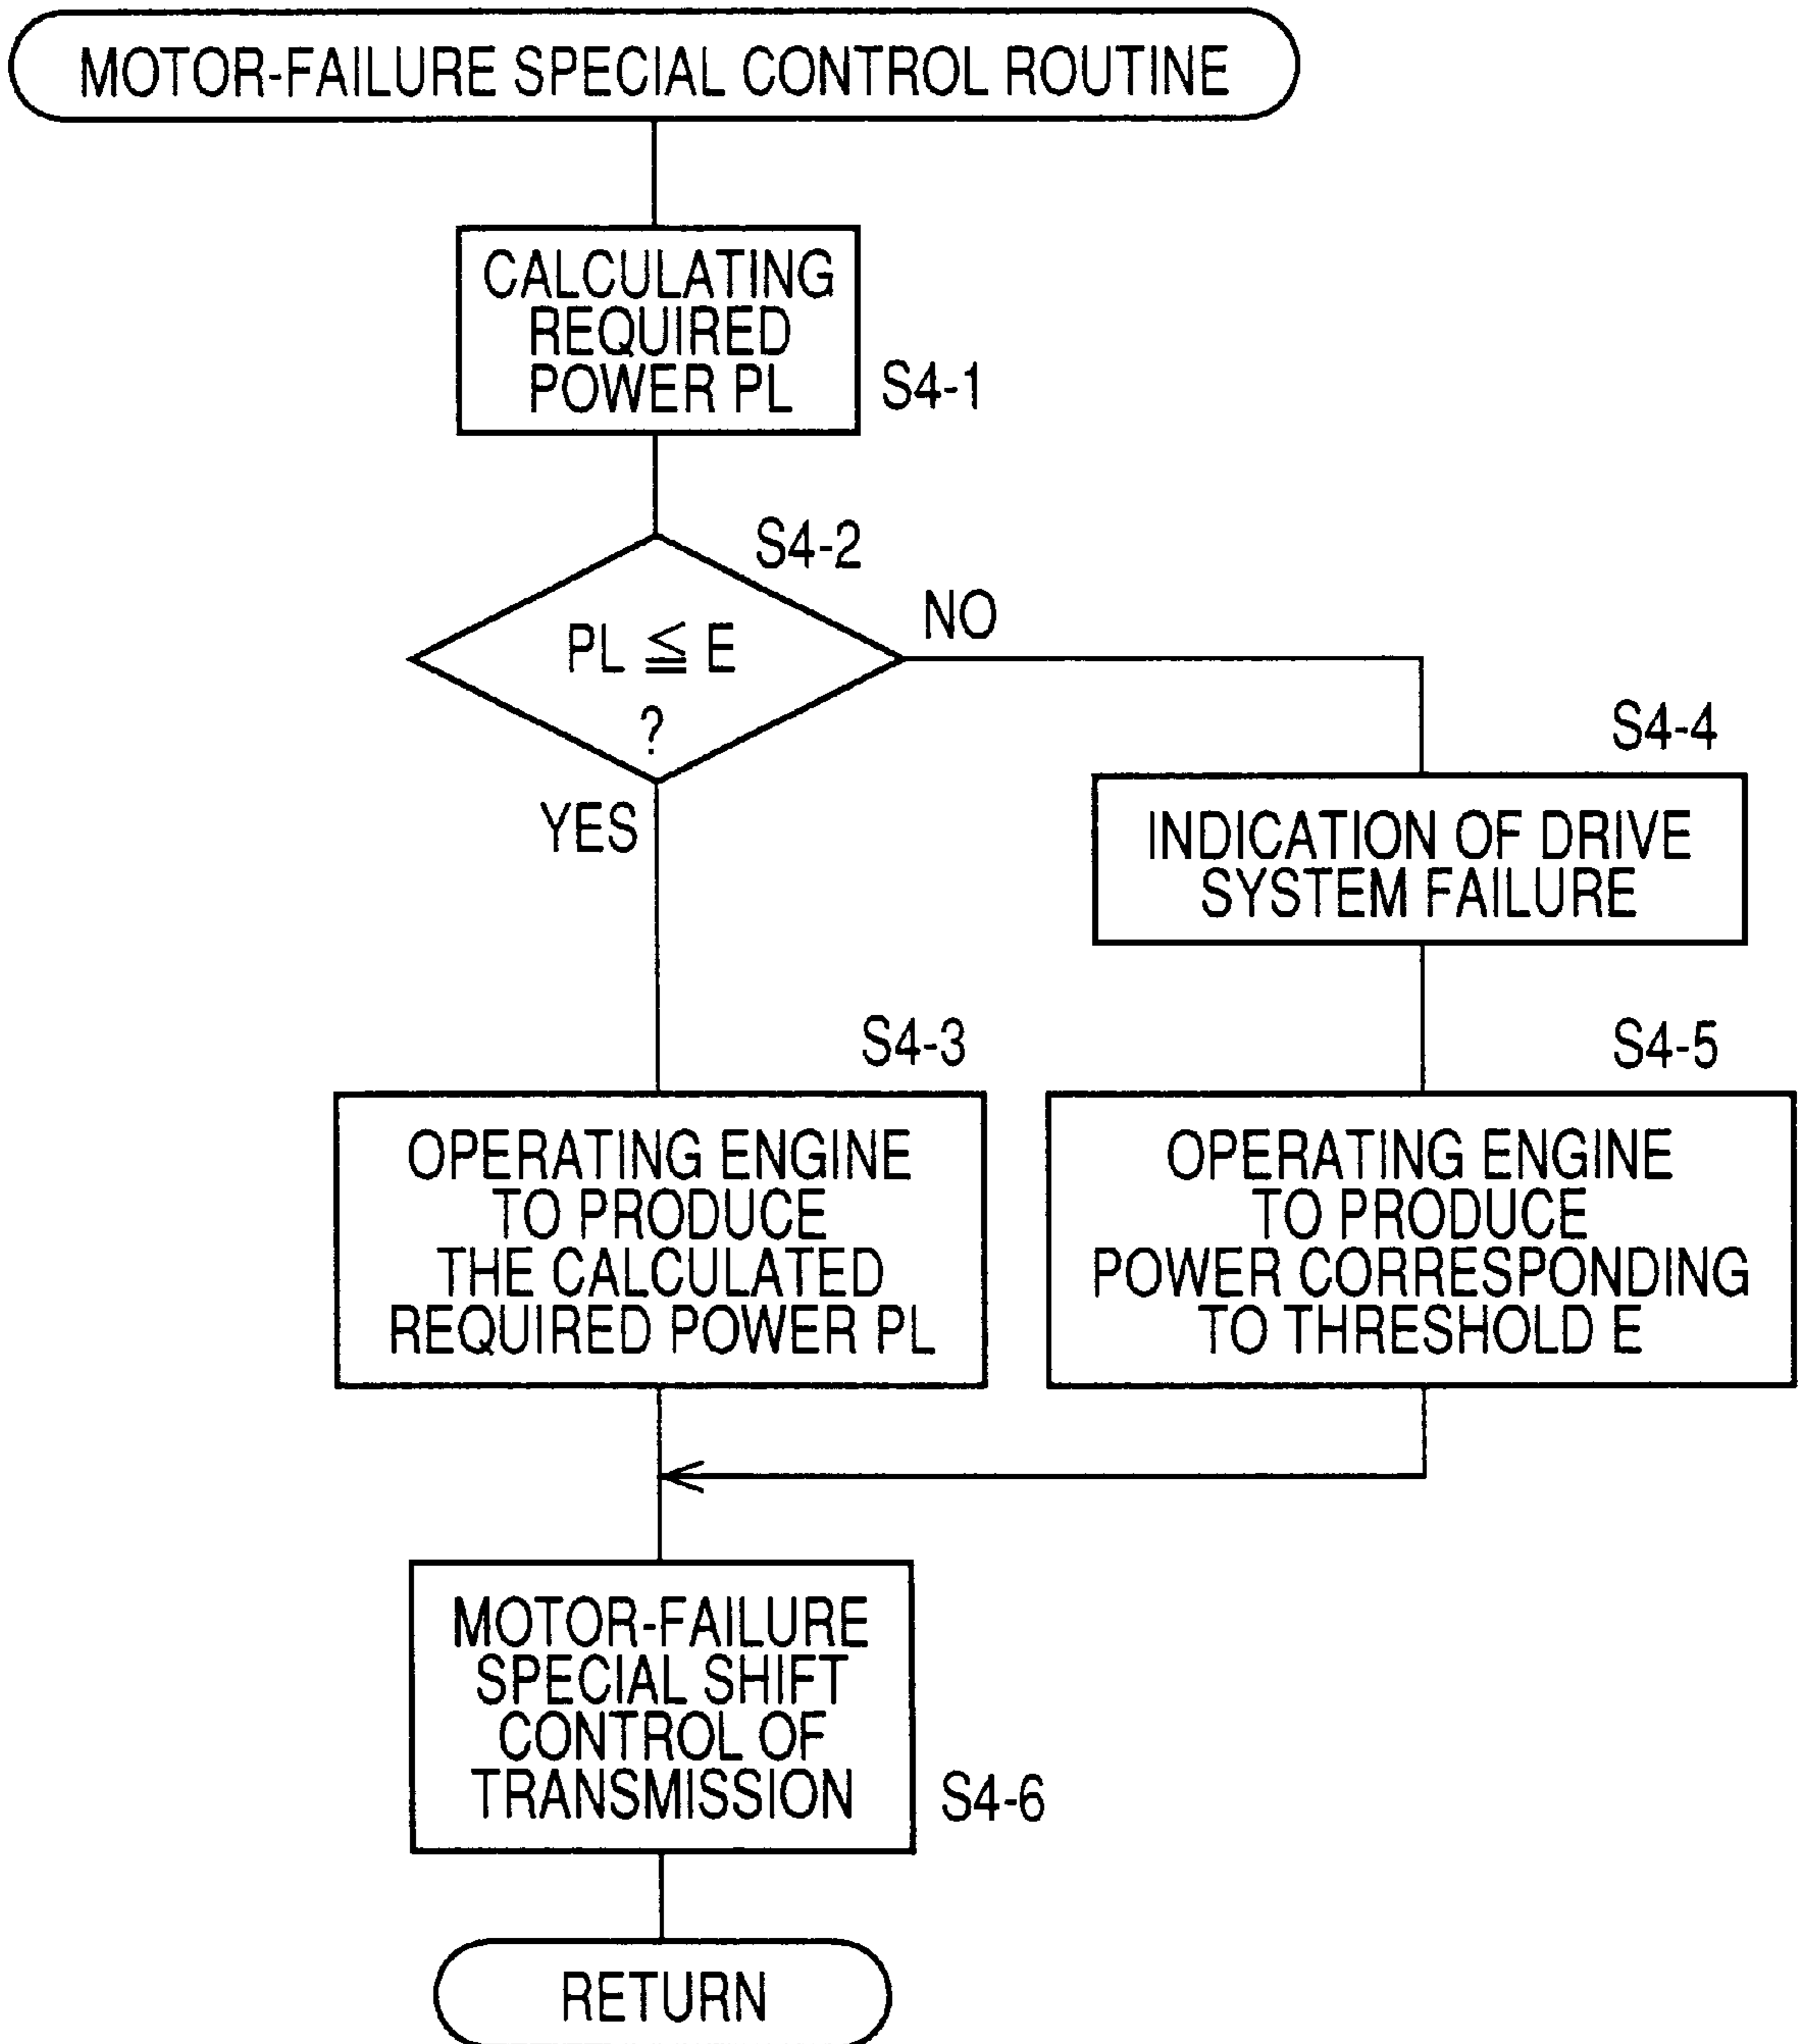 MOTOR-FAILURE SPECIAL CONTROL ROUTINE
CALCULATING
REQUIRED
POWER PL
S4-1
S4-2
PL ≦ E
?
NO
YES
S4-4
INDICATION OF DRIVE
SYSTEM FAILURE
S4-3
OPERATING ENGINE
TO PRODUCE
THE CALCULATED
REQUIRED POWER PL
S4-5
OPERATING ENGINE
TO PRODUCE
POWER CORRESPONDING
TO THRESHOLD E
MOTOR-FAILURE
SPECIAL SHIFT
CONTROL OF
TRANSMISSION
S4-6
RETURN